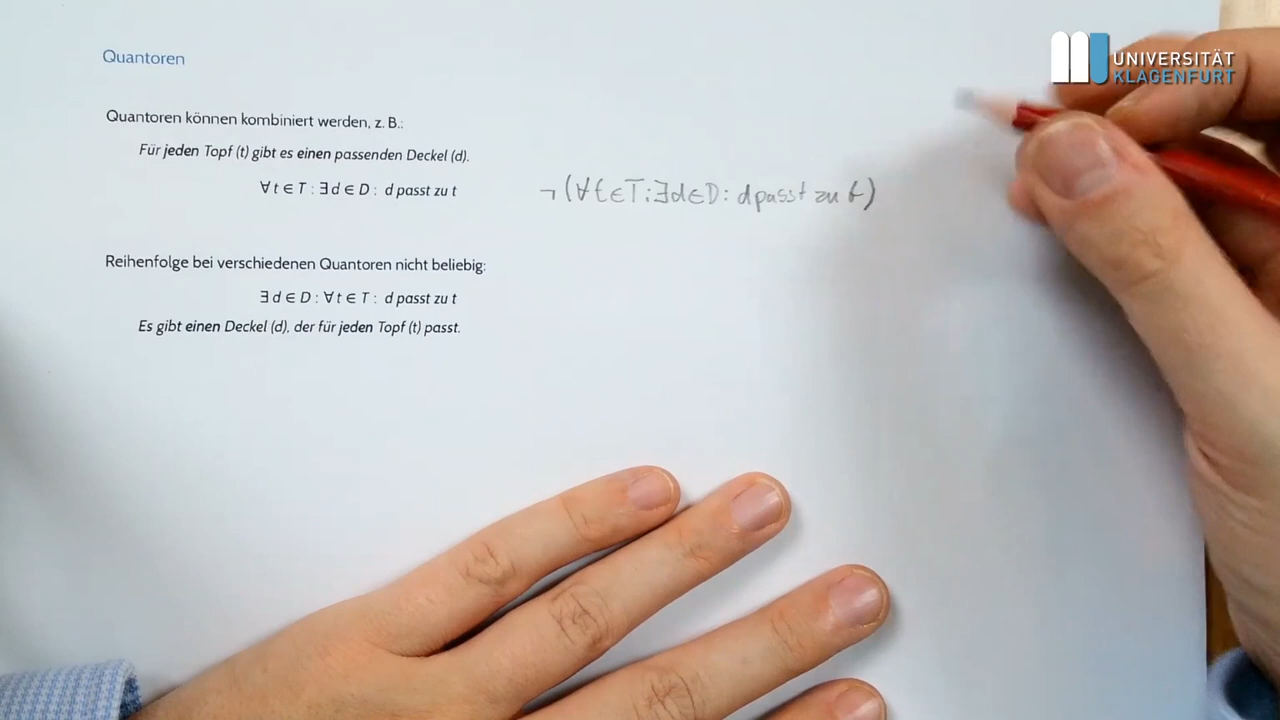 UNIVERSITÄT
KLAGENFURT
Quantoren
Quantoren können kombiniert werden, z. B.:
Für jeden Topf (t) gibt es einen passenden Deckel (d).
∀ t ∈ T : ∃ d ∈ D : d passt zu t
¬ (∀ t ∈ T : ∃ d ∈ D : d passt zu t)
Reihenfolge bei verschiedenen Quantoren nicht beliebig:
∃ d ∈ D : ∀ t ∈ T : d passt zu t
Es gibt einen Deckel (d), der für jeden Topf (t) passt.